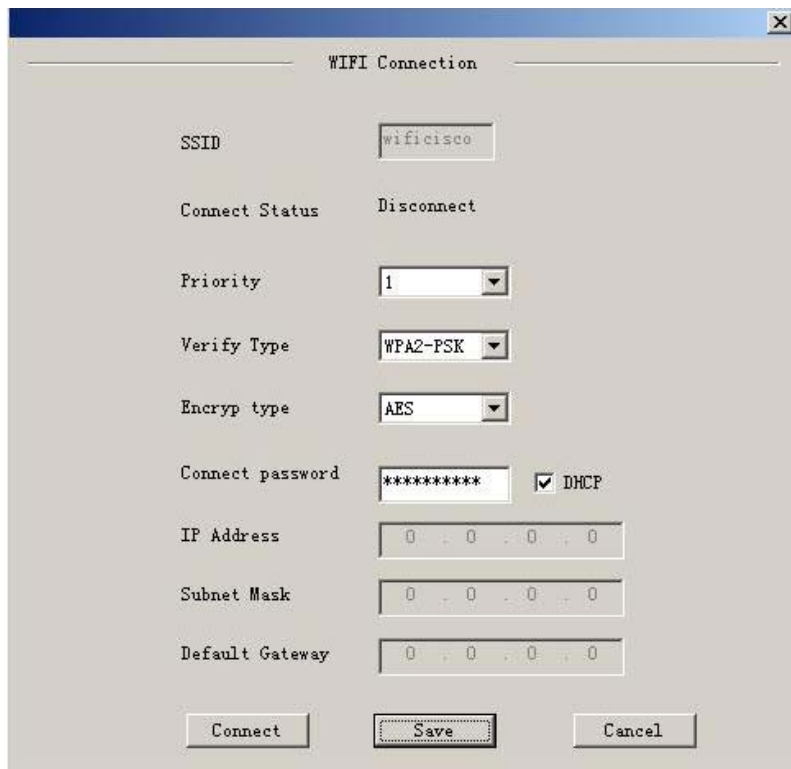 WIFI Connection
SSID wificisco
Connect Status Disconnect
Priority 1
Verify Type WPA2-PSK
Encryp type AES
Connect password ********** DHCP
IP Address 0 . 0 . 0 . 0
Subnet Mask 0 . 0 . 0 . 0
Default Gateway 0 . 0 . 0 . 0
Connect Save Cancel